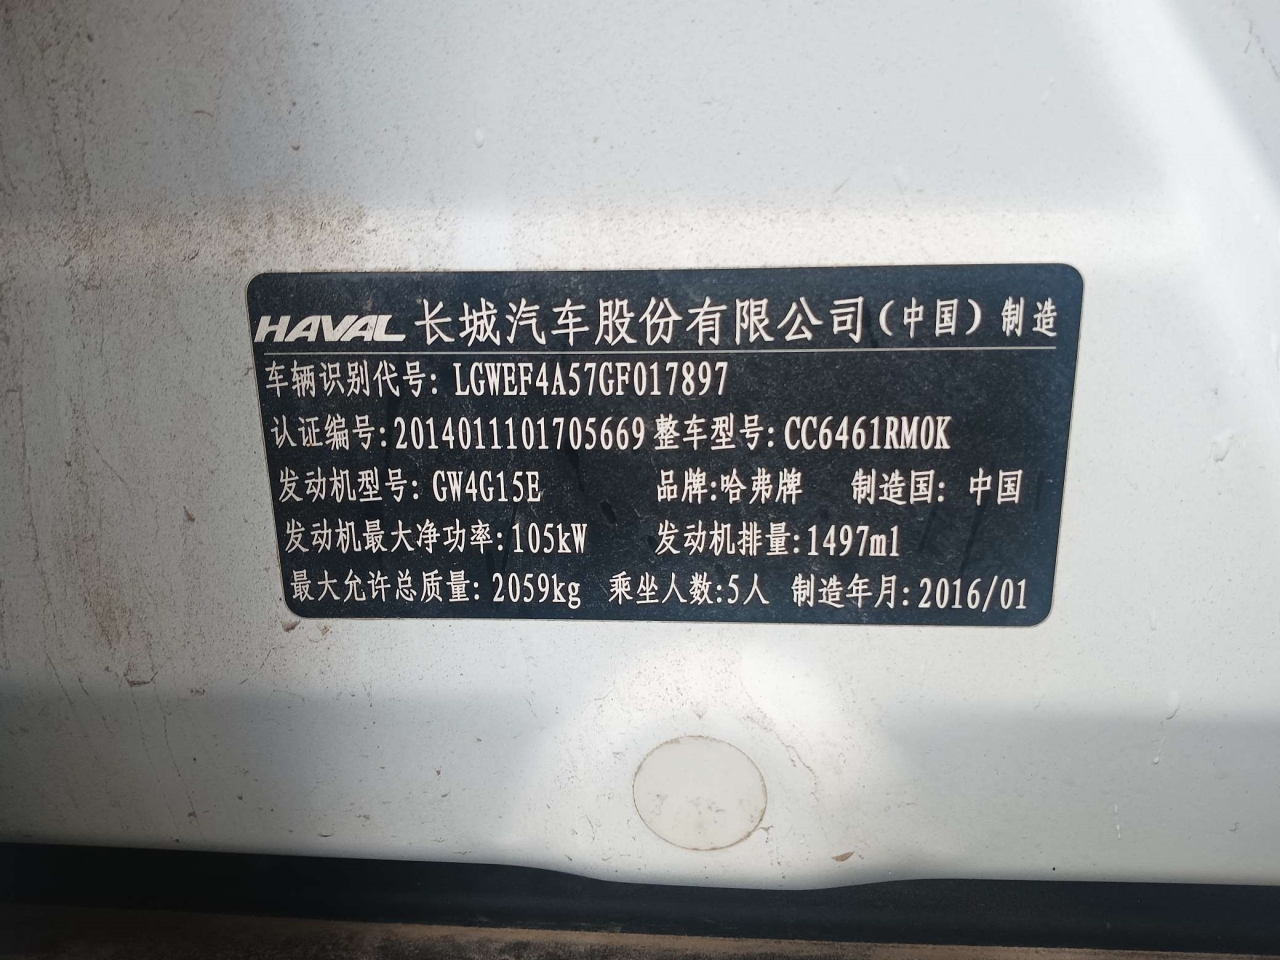 HAVAL 长城汽车股份有限公司（中国）制造
车辆识别代号: LGWEF4A57GF017897
认证编号:2014011101705669 整车型号:CC6461RM0K
发动机型号: GW4G15E 品牌:哈弗牌 制造国: 中国
发动机最大净功率:105kW 发动机排量:1497ml
最大允许总质量: 2059kg 乘坐人数:5人 制造年月:2016/01